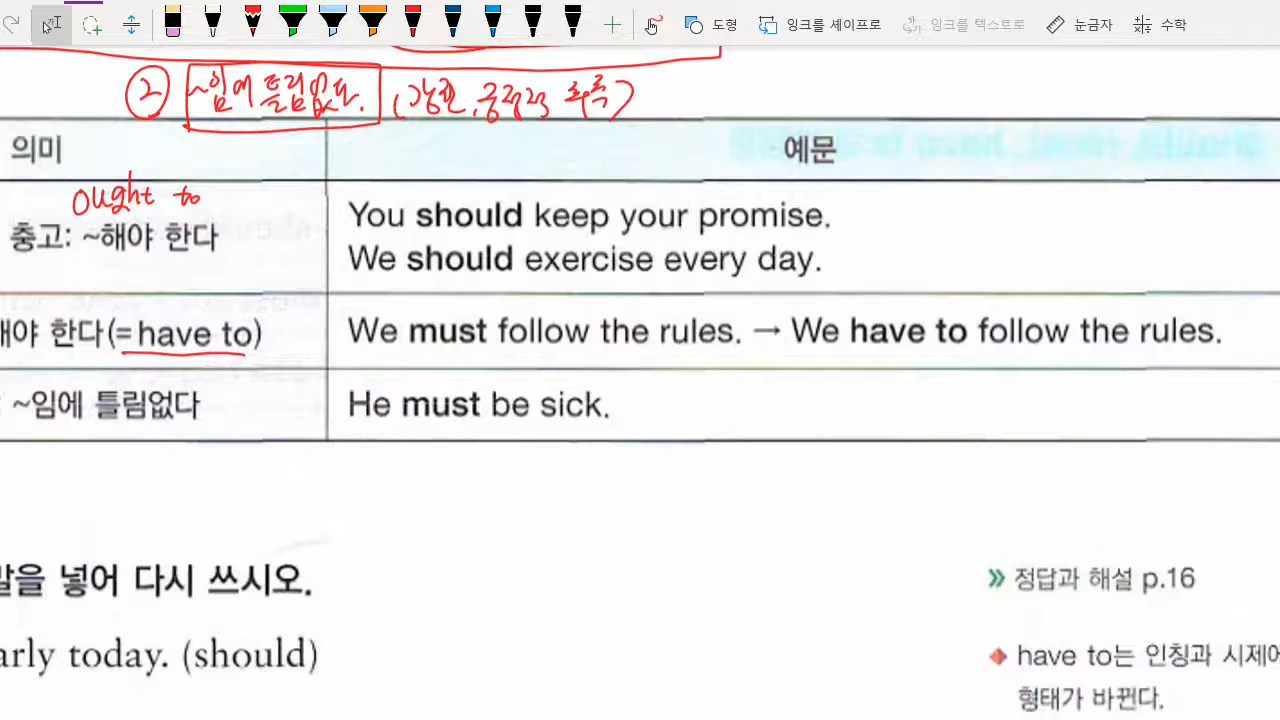 도형 잉크를 셰이프로 잉크를 텍스트로 눈금자 수학
② ~임에 틀림없다. (강한, 긍정적 추측)
의미 예문
ought to
충고: ~해야 한다
You should keep your promise.
We should exercise every day.
해야 한다(=have to)
We must follow the rules. → We have to follow the rules.
~임에 틀림없다
He must be sick.
말을 넣어 다시 쓰시오.
» 정답과 해설 p.16
arly today. (should)
◆ have to는 인칭과 시제에
형태가 바뀐다.